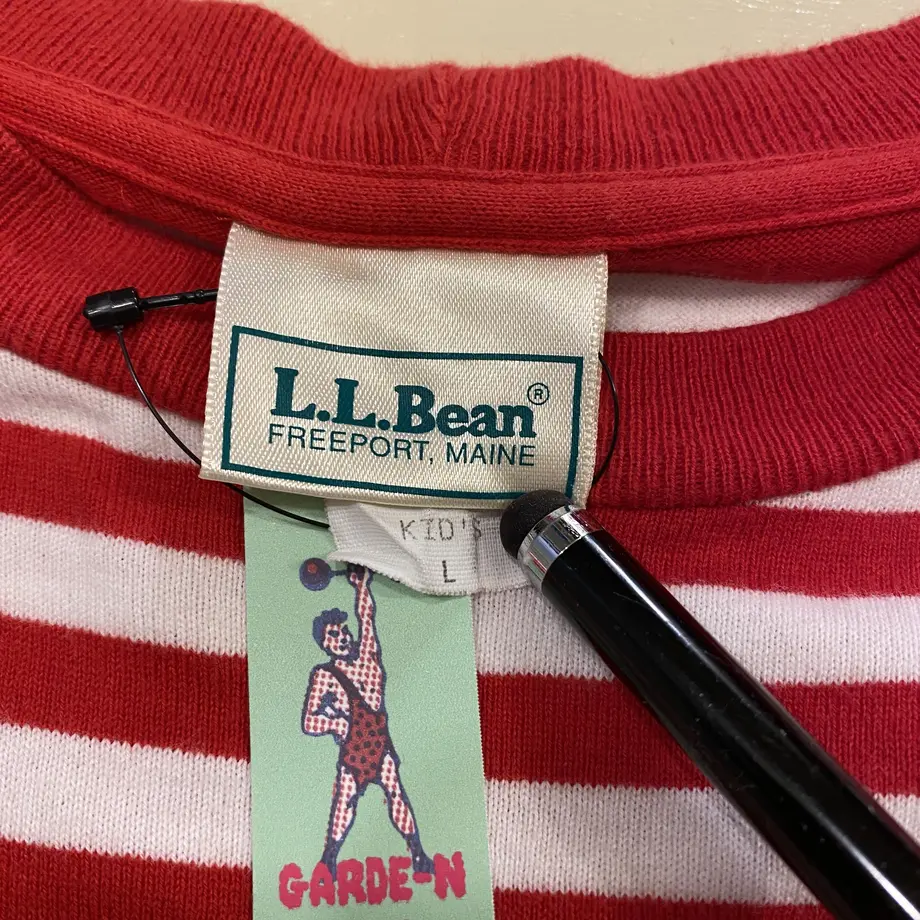 L.L.Bean®
FREEPORT, MAINE
KID'S
L
GARDE-N